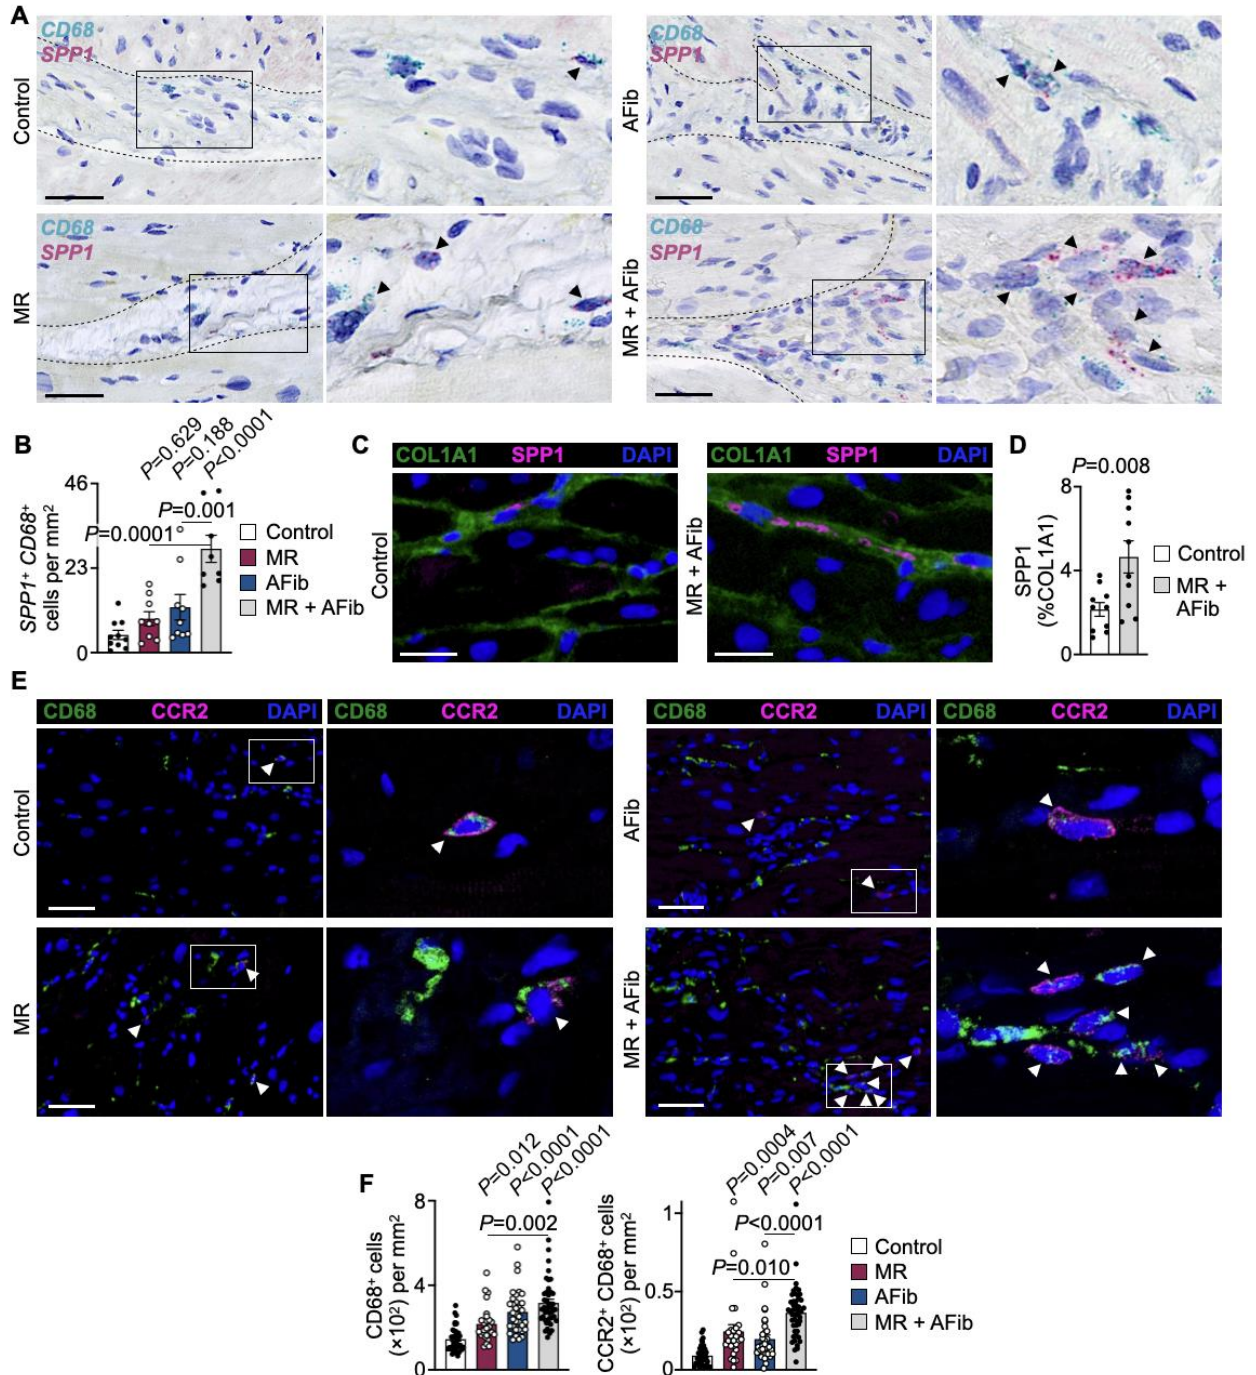 A
CD68
SPP1
Control
CD68
SPP1
AFib
CD68
SPP1
MR
CD68
SPP1
MR + AFib
B
P=0.629
P=0.188
P<0.0001
P=0.001
P=0.0001
46
23
0
SPP1⁺ CD68⁺
cells per mm²
Control
MR
AFib
MR + AFib
C
COL1A1 SPP1 DAPI
Control
COL1A1 SPP1 DAPI
MR + AFib
D
P=0.008
8
4
0
SPP1
(%COL1A1)
Control
MR +
AFib
E
CD68 CCR2 DAPI
CD68 CCR2 DAPI
CD68 CCR2 DAPI
CD68 CCR2 DAPI
Control
AFib
MR
MR + AFib
F
P=0.012
P<0.0001
P<0.0001
P=0.002
8
4
0
CD68⁺ cells
(×10²) per mm²
P=0.0004
P=0.007
P<0.0001
P<0.0001
P=0.010
1
0.5
0
CCR2⁺ CD68⁺ cells
(×10²) per mm²
Control
MR
AFib
MR + AFib